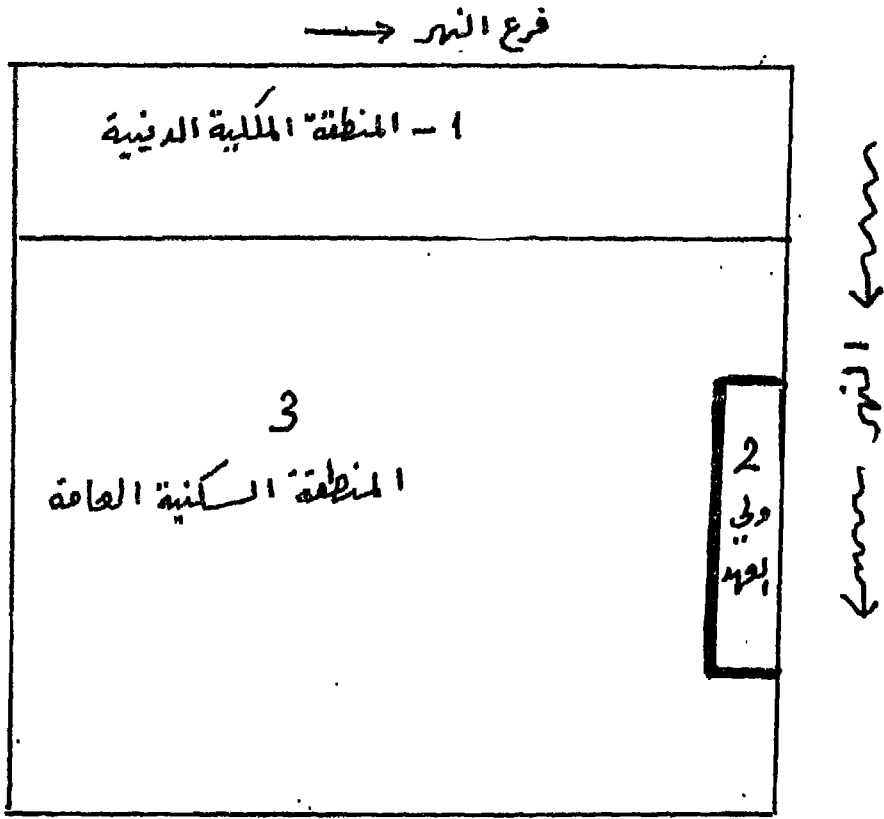 فرع النهر
1 - المنطقة الملكية الدينية
النهر
2
ولي
العهد
3
المنطقة السكنية العامة